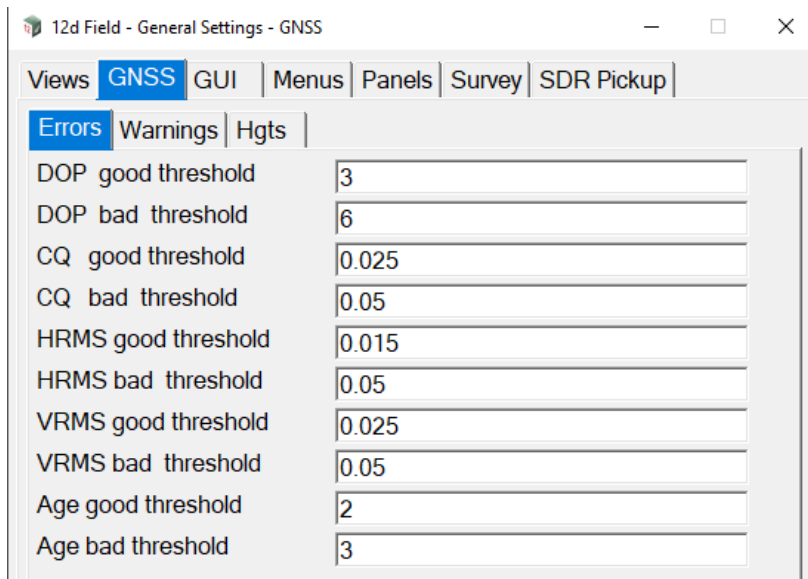 12d Field - General Settings - GNSS
Views GNSS GUI Menus Panels Survey SDR Pickup
Errors Warnings Hgts
DOP good threshold 3
DOP bad threshold 6
CQ good threshold 0.025
CQ bad threshold 0.05
HRMS good threshold 0.015
HRMS bad threshold 0.05
VRMS good threshold 0.025
VRMS bad threshold 0.05
Age good threshold 2
Age bad threshold 3